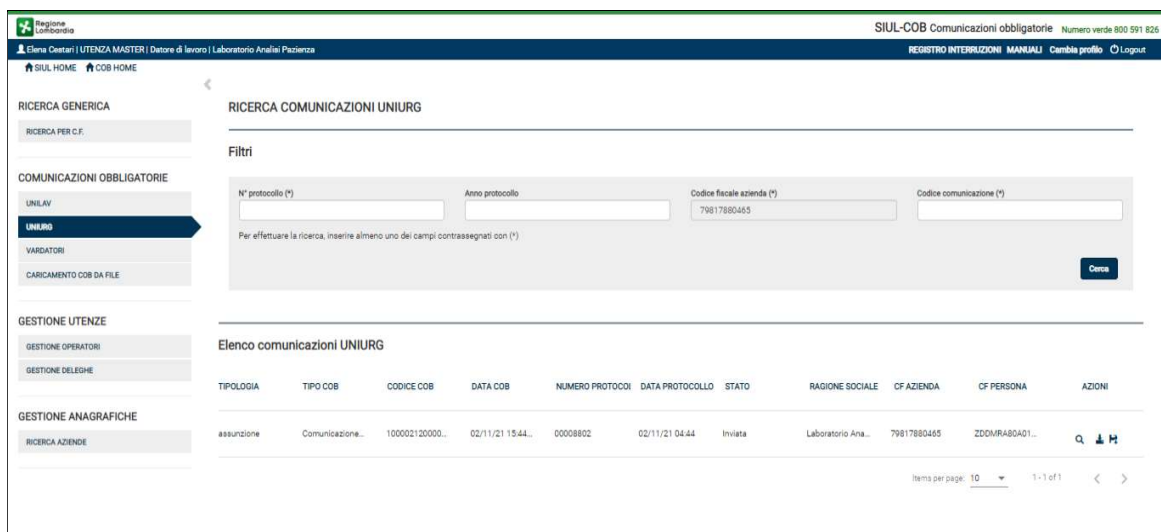 Regione
Lombardia
SIUL-COB Comunicazioni obbligatorie Numero verde 800 591 826
Elena Cestari | UTENZA MASTER | Datore di lavoro | Laboratorio Analisi Pazienza
REGISTRO INTERRUZIONI MANUALI Cambia profilo Logout
SIUL HOME COB HOME
RICERCA GENERICA
RICERCA PER C.F.
COMUNICAZIONI OBBLIGATORIE
UNILAV
UNIURG
VARDATORI
CARICAMENTO COB DA FILE
GESTIONE UTENZE
GESTIONE OPERATORI
GESTIONE DELEGHE
GESTIONE ANAGRAFICHE
RICERCA AZIENDE
RICERCA COMUNICAZIONI UNIURG
Filtri
N° protocollo (*) Anno protocollo Codice fiscale azienda (*) Codice comunicazione (*)
79817880465
Per effettuare la ricerca, inserire almeno uno dei campi contrassegnati con (*)
Cerca
Elenco comunicazioni UNIURG
TIPOLOGIA TIPO COB CODICE COB DATA COB NUMERO PROTOCOL DATA PROTOCOLLO STATO RAGIONE SOCIALE CF AZIENDA CF PERSONA AZIONI
assunzione Comunicazione... 100002120000... 02/11/21 15:44... 00008802 02/11/21 04:44 Inviata Laboratorio Ana... 79817880465 ZDDMRA80A01...
Items per page: 10 1 - 1 of 1